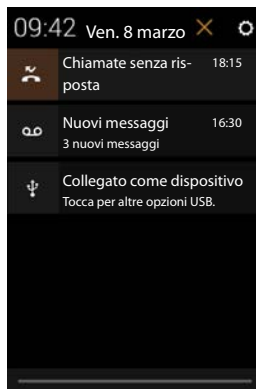 09:42 Ven. 8 marzo
Chiamate senza ris- 18:15
posta
Nuovi messaggi 16:30
3 nuovi messaggi
Collegato come dispositivo
Tocca per altre opzioni USB.